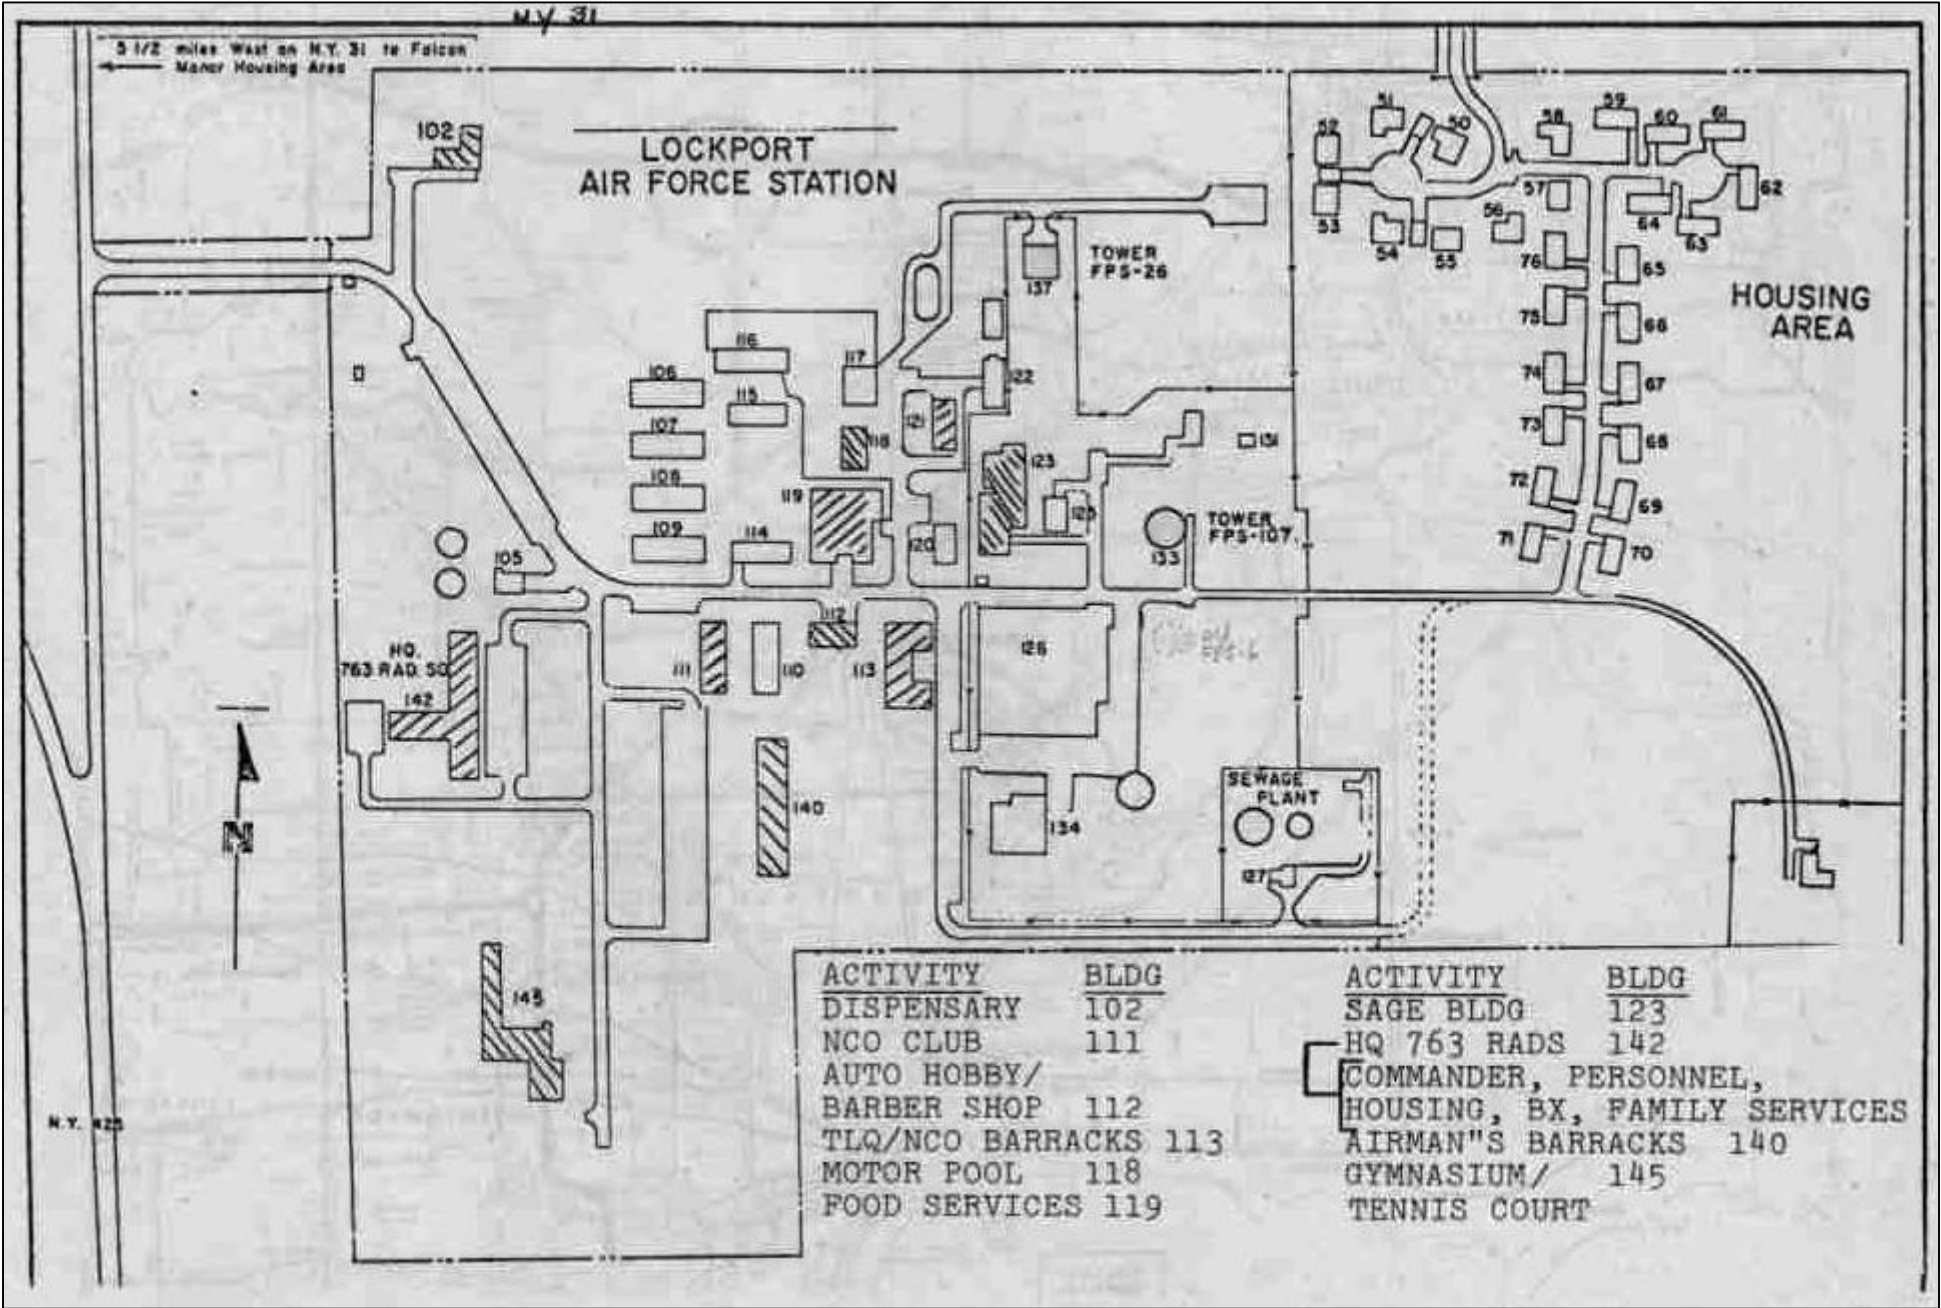 N.Y 31
5 1/2 miles West on N.Y. 31 to Falcon
Manor Housing Area
LOCKPORT
AIR FORCE STATION
102
TOWER
FPS-26
137
HOUSING
AREA
51
50
52
53
54
55
56
57
58
59
60
61
62
63
64
65
66
67
68
69
70
71
72
73
74
75
76
116
117
106
115
107
108
109
114
118
119
121
122
123
125
120
131
TOWER
FPS-107
133
105
HQ.
763 RAD. SQ
142
111
110
112
113
126
140
134
SEWAGE
PLANT
127
N
145
N.Y. 425
ACTIVITY BLDG
DISPENSARY 102
NCO CLUB 111
AUTO HOBBY/
BARBER SHOP 112
TLQ/NCO BARRACKS 113
MOTOR POOL 118
FOOD SERVICES 119
ACTIVITY BLDG
SAGE BLDG 123
HQ 763 RADS 142
COMMANDER, PERSONNEL,
HOUSING, BX, FAMILY SERVICES
AIRMAN"S BARRACKS 140
GYMNASIUM/ 145
TENNIS COURT